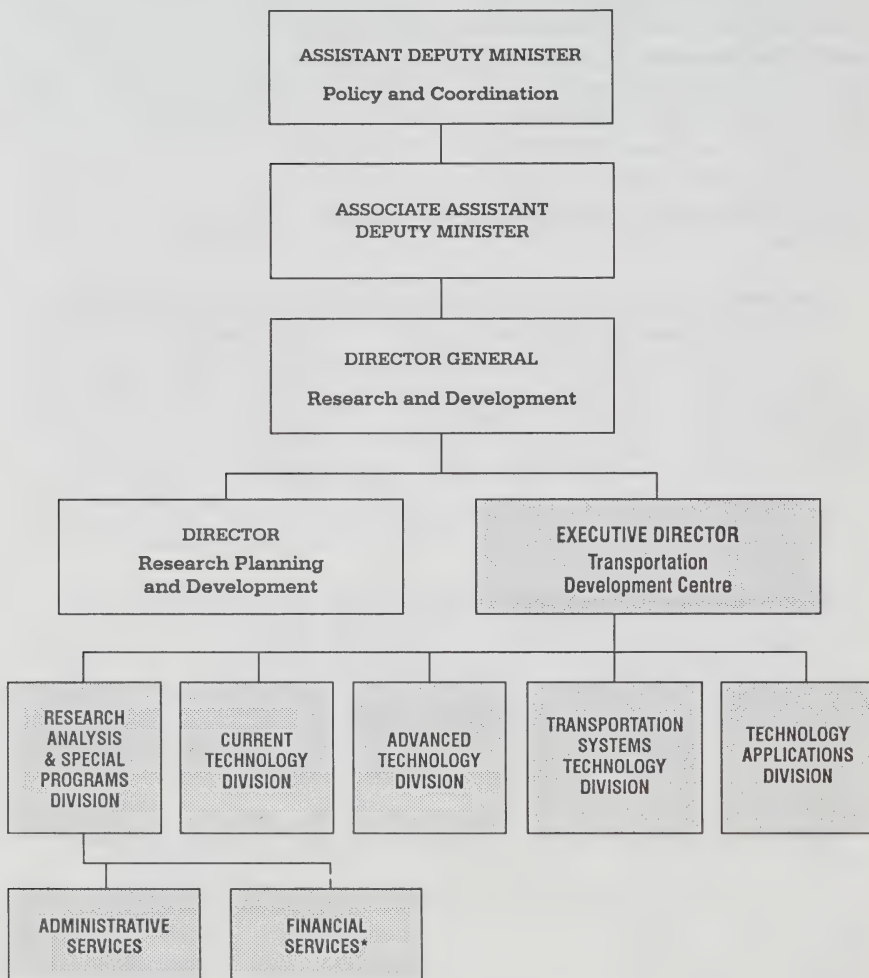 ASSISTANT DEPUTY MINISTER
Policy and Coordination
ASSOCIATE ASSISTANT
DEPUTY MINISTER
DIRECTOR GENERAL
Research and Development
DIRECTOR
Research Planning
and Development
EXECUTIVE DIRECTOR
Transportation
Development Centre
RESEARCH
ANALYSIS
& SPECIAL
PROGRAMS
DIVISION
CURRENT
TECHNOLOGY
DIVISION
ADVANCED
TECHNOLOGY
DIVISION
TRANSPORTATION
SYSTEMS
TECHNOLOGY
DIVISION
TECHNOLOGY
APPLICATIONS
DIVISION
ADMINISTRATIVE
SERVICES
FINANCIAL
SERVICES*